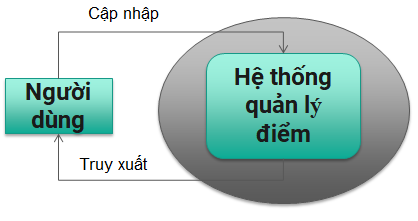 Cập nhập
Người
dùng
Hệ thống
quản lý
điểm
Truy xuất